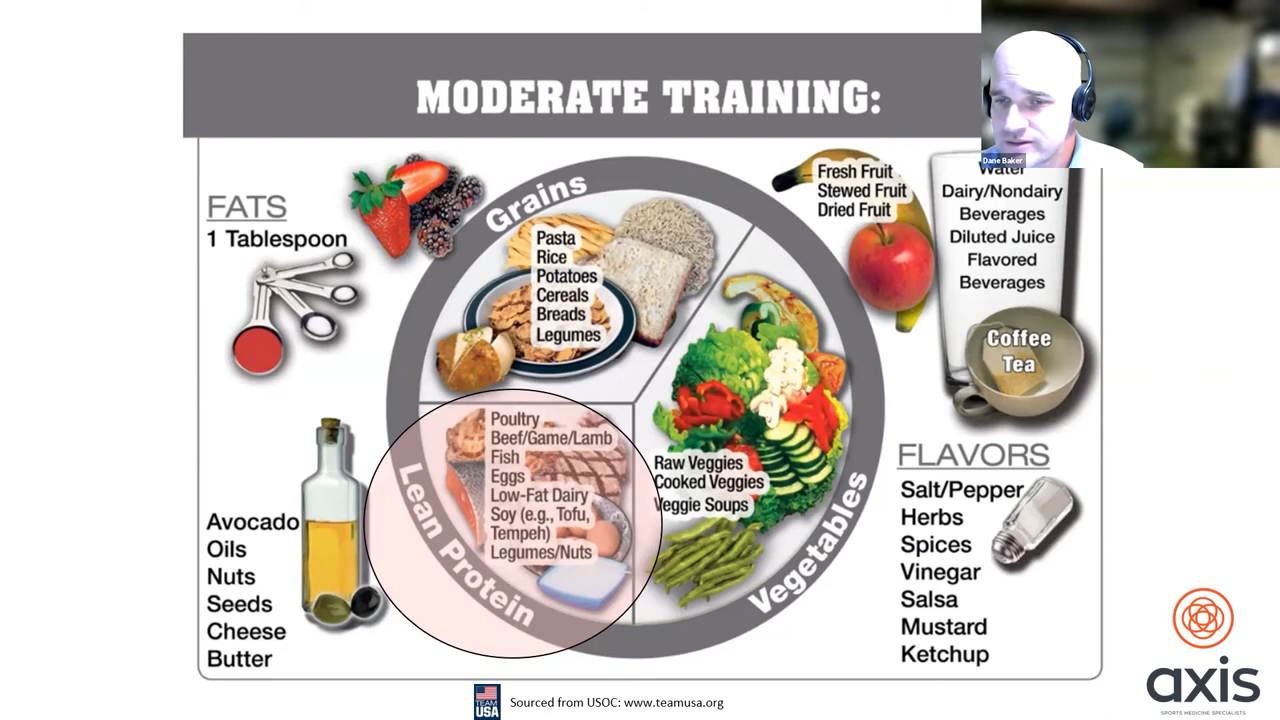 MODERATE TRAINING:
Dane Baker
FATS
1 Tablespoon
Grains
Pasta
Rice
Potatoes
Cereals
Breads
Legumes
Fresh Fruit
Stewed Fruit
Dried Fruit
Water
Dairy/Nondairy
Beverages
Diluted Juice
Flavored
Beverages
Coffee
Tea
Avocado
Oils
Nuts
Seeds
Cheese
Butter
Lean Protein
Poultry
Beef/Game/Lamb
Fish
Eggs
Low-Fat Dairy
Soy (e.g., Tofu,
Tempeh)
Legumes/Nuts
Raw Veggies
Cooked Veggies
Veggie Soups
Vegetables
FLAVORS
Salt/Pepper
Herbs
Spices
Vinegar
Salsa
Mustard
Ketchup
TEAM
USA
Sourced from USOC: www.teamusa.org
axis
SPORTS MEDICINE SPECIALISTS